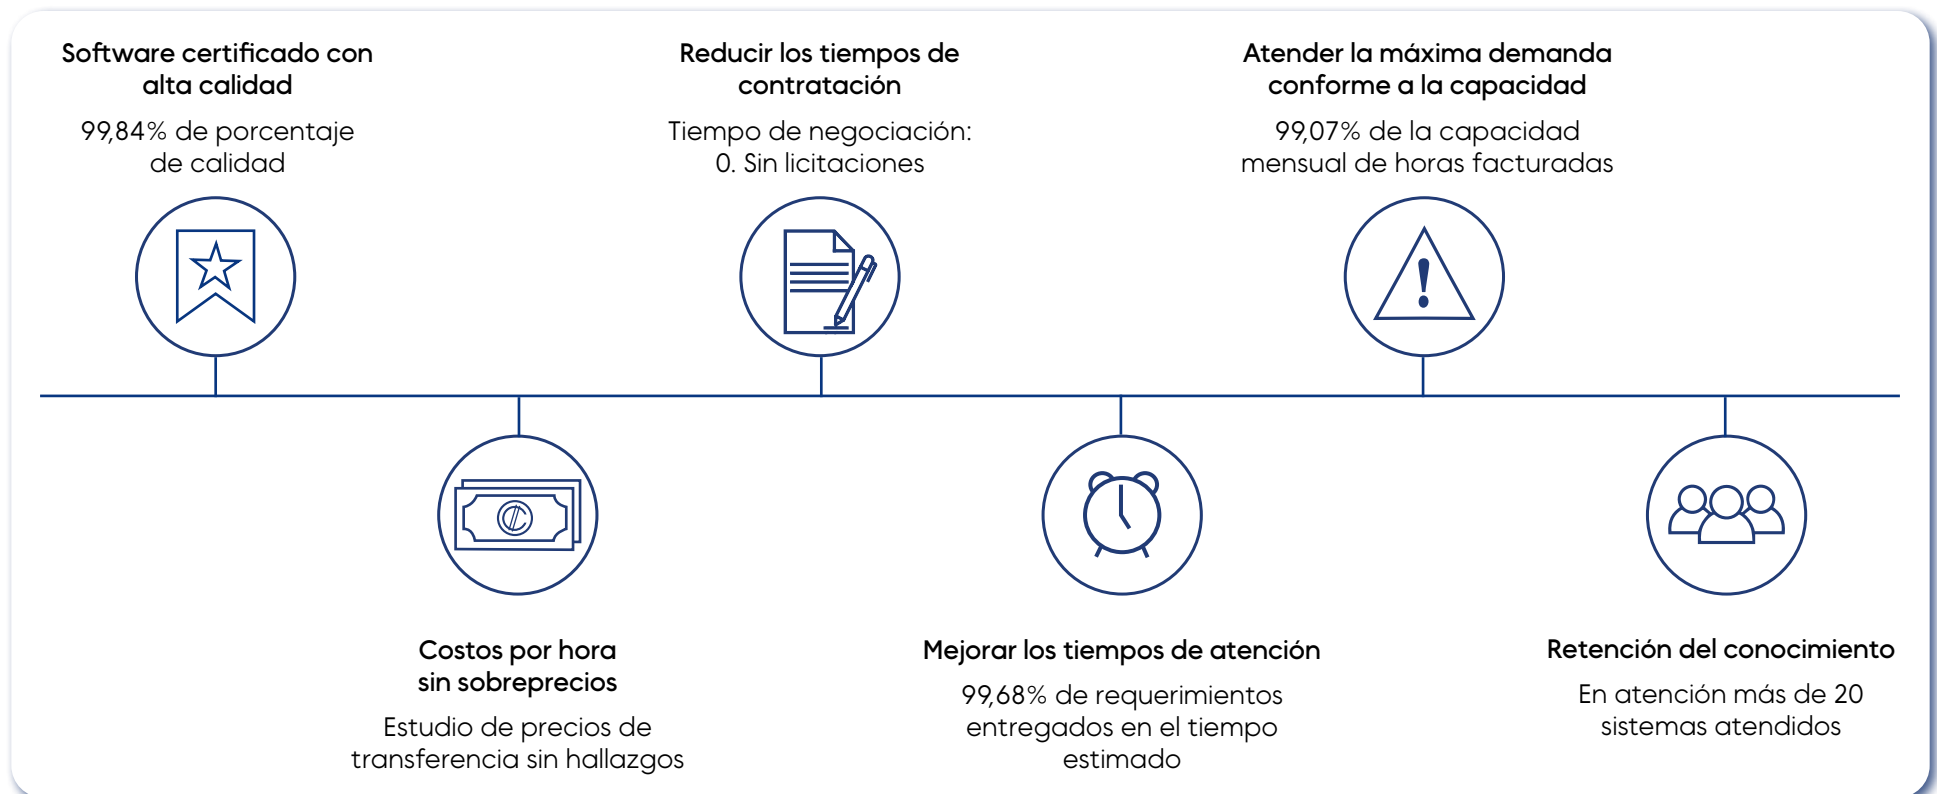 Software certificado con
alta calidad
99,84% de porcentaje
de calidad
Reducir los tiempos de
contratación
Tiempo de negociación:
0. Sin licitaciones
Atender la máxima demanda
conforme a la capacidad
99,07% de la capacidad
mensual de horas facturadas
Costos por hora
sin sobreprecios
Estudio de precios de
transferencia sin hallazgos
Mejorar los tiempos de atención
99,68% de requerimientos
entregados en el tiempo
estimado
Retención del conocimiento
En atención más de 20
sistemas atendidos